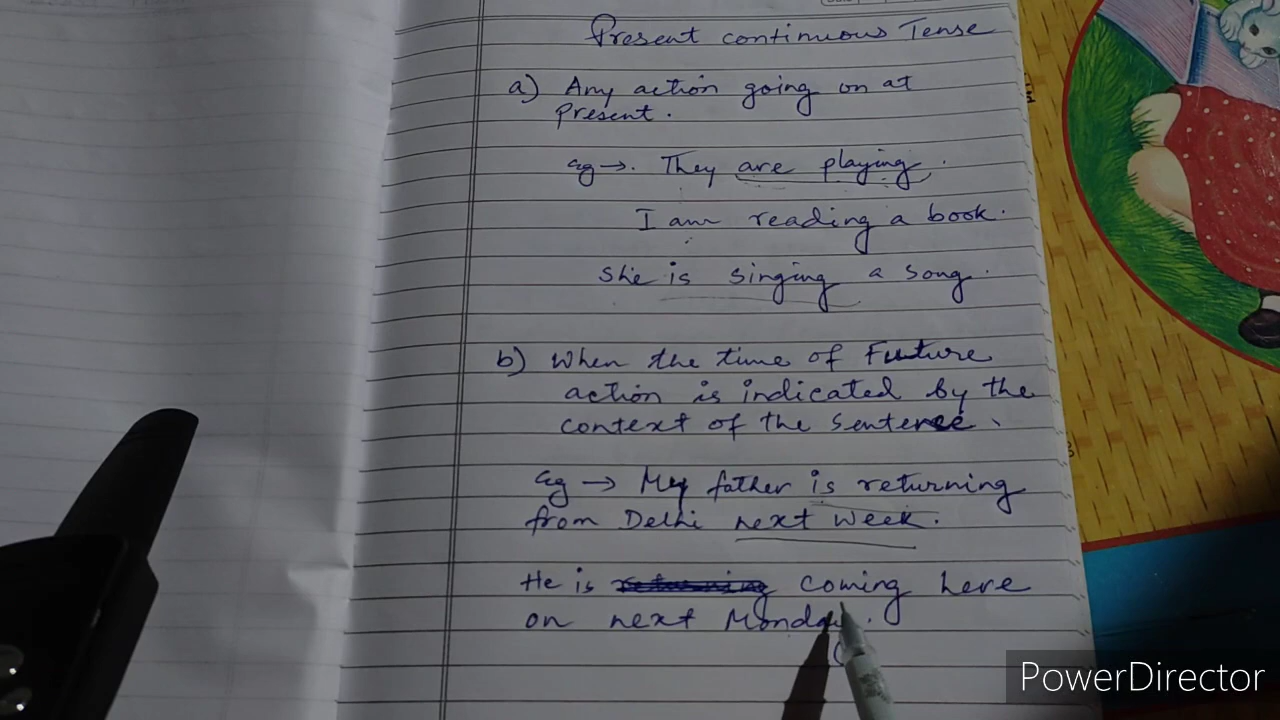 Present continuous Tense
a) Any action going on at
present.
eg →. They are playing.
I am reading a book.
She is singing a song.
b) When the time of Future
action is indicated by the
context of the sentence.
eg → My father is returning
from Delhi next week.
He is returning coming here
on next Monday.
PowerDirector